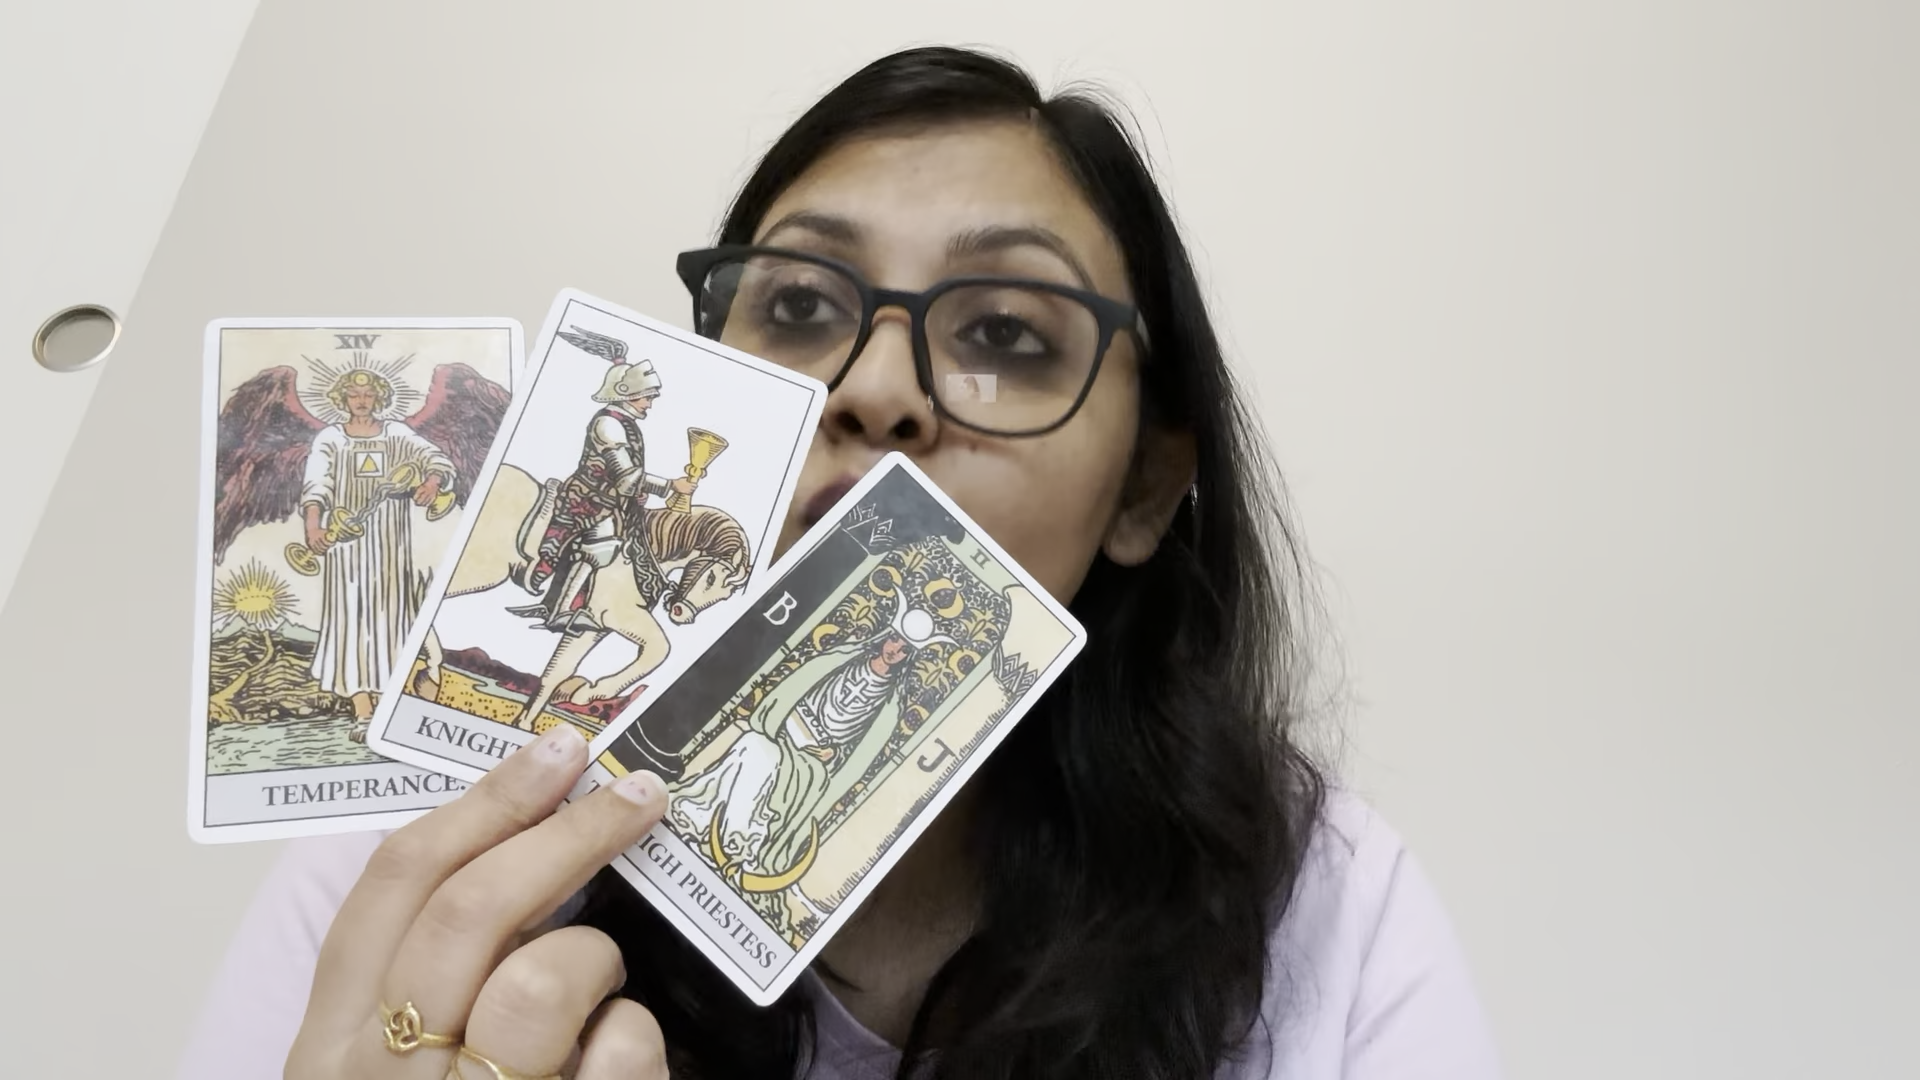 XIV
TEMPERANCE.
KNIGHT
II
B
J
HIGH PRIESTESS